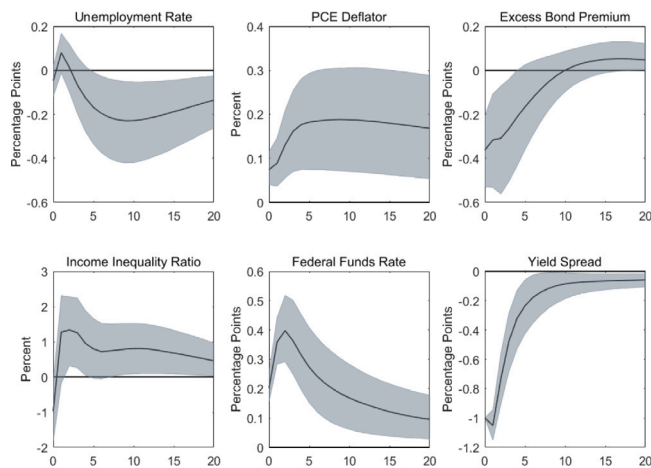 Unemployment Rate
Percentage Points
0.2
0
-0.2
-0.4
-0.6
0 5 10 15 20
PCE Deflator
Percent
0.4
0.3
0.2
0.1
0
0 5 10 15 20
Excess Bond Premium
Percentage Points
0.2
0
-0.2
-0.4
-0.6
0 5 10 15 20
Income Inequality Ratio
Percent
3
2
1
0
-1
-2
0 5 10 15 20
Federal Funds Rate
Percentage Points
0.6
0.5
0.4
0.3
0.2
0.1
0
0 5 10 15 20
Yield Spread
Percentage Points
0
-0.2
-0.4
-0.6
-0.8
-1
-1.2
0 5 10 15 20